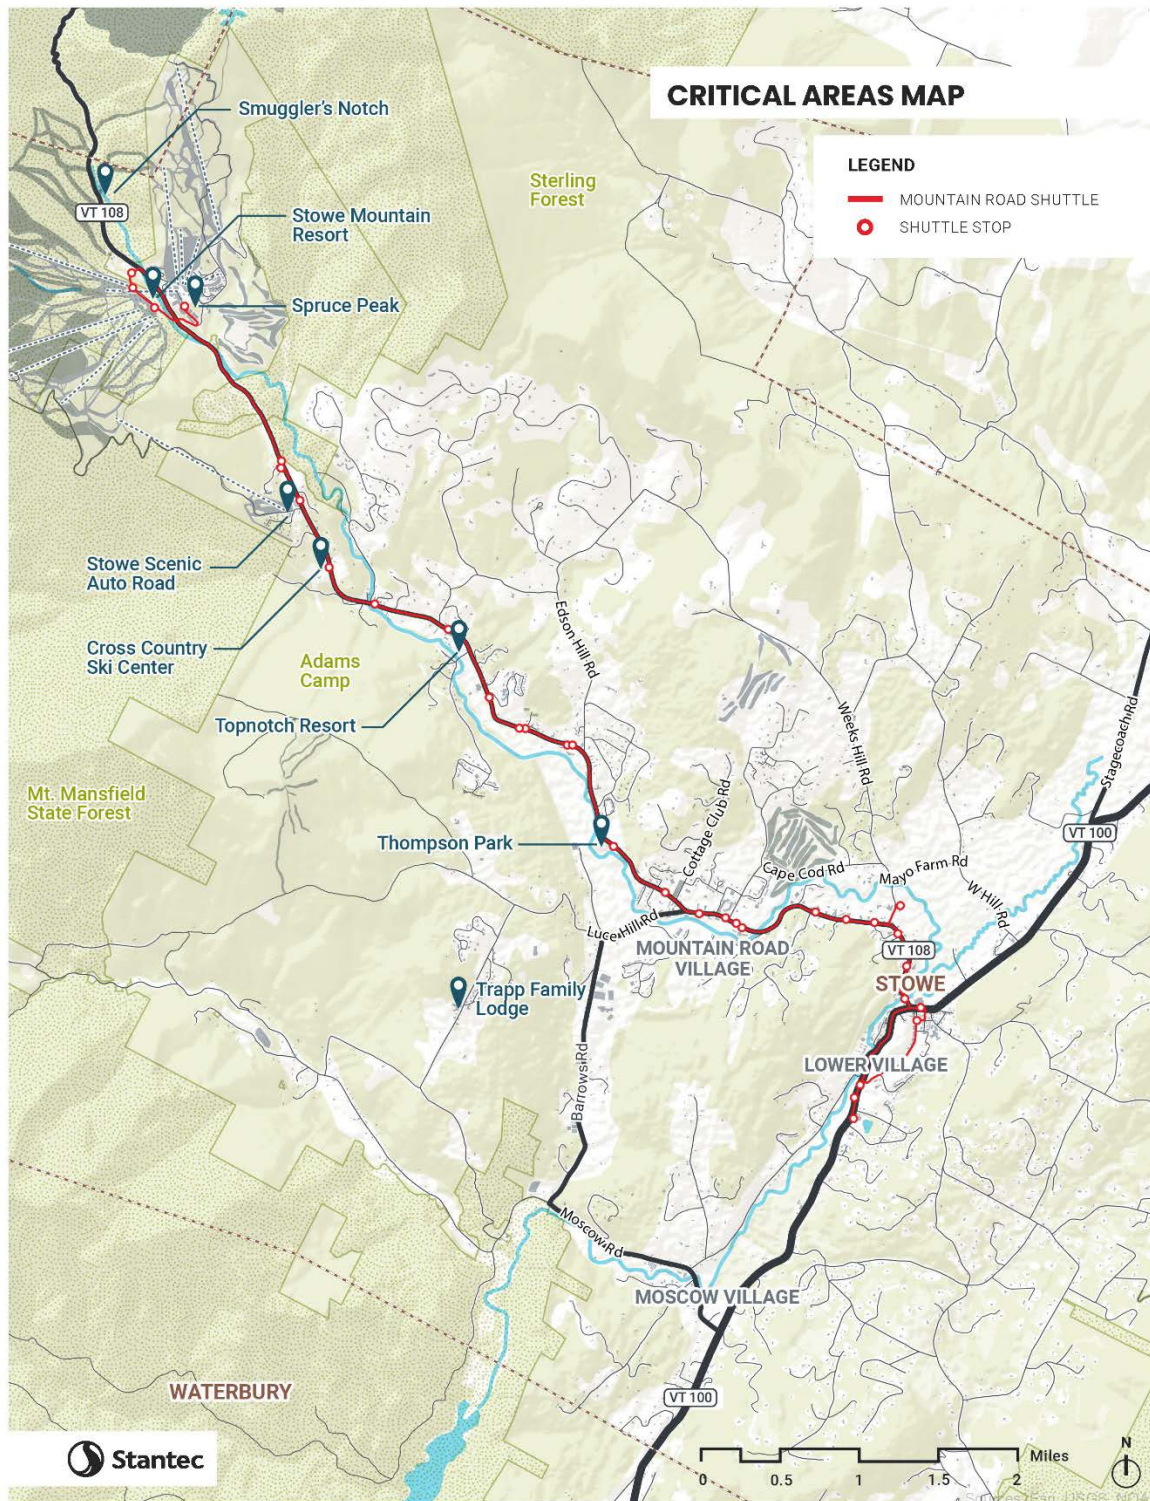 CRITICAL AREAS MAP
LEGEND
MOUNTAIN ROAD SHUTTLE
SHUTTLE STOP
Smuggler's Notch
VT 108
Sterling
Forest
Stowe Mountain
Resort
Spruce Peak
Stowe Scenic
Auto Road
Cross Country
Ski Center
Adams
Camp
Topnotch Resort
Edson Hill Rd
Weeks Hill Rd
Stagecoach Rd
Mt. Mansfield
State Forest
Thompson Park
Cottage Club Rd
VT 100
Cape Cod Rd
Mayo Farm Rd
W Hill Rd
Luce Hill Rd
MOUNTAIN ROAD
VILLAGE
VT 108
STOWE
Trapp Family
Lodge
LOWER VILLAGE
Barrows Rd
Moscow Rd
MOSCOW VILLAGE
WATERBURY
VT 100
Stantec
Miles
0 0.5 1 1.5 2
N